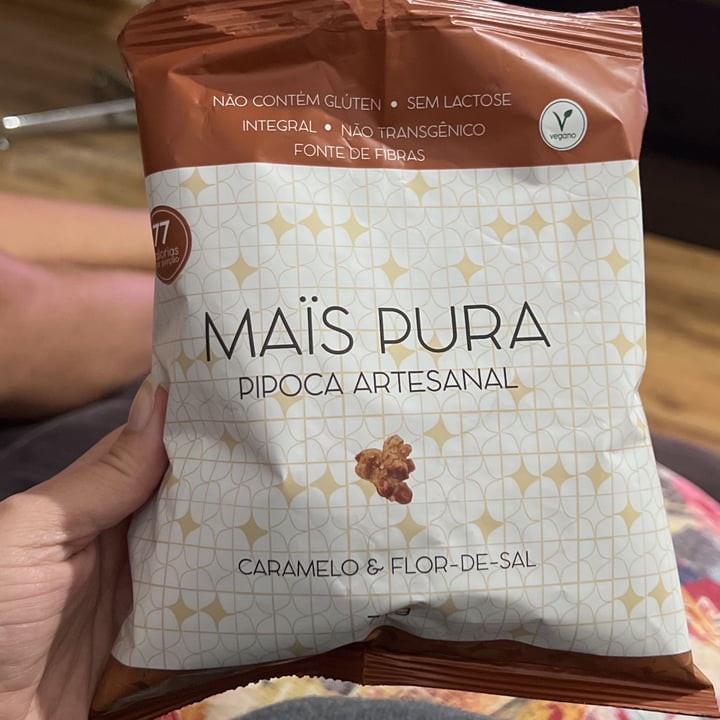 NÃO CONTÉM GLÚTEN • SEM LACTOSE
INTEGRAL • NÃO TRANSGÊNICO
FONTE DE FIBRAS
vegano
77
MAÏS PURA
PIPOCA ARTESANAL
CARAMELO & FLOR-DE-SAL